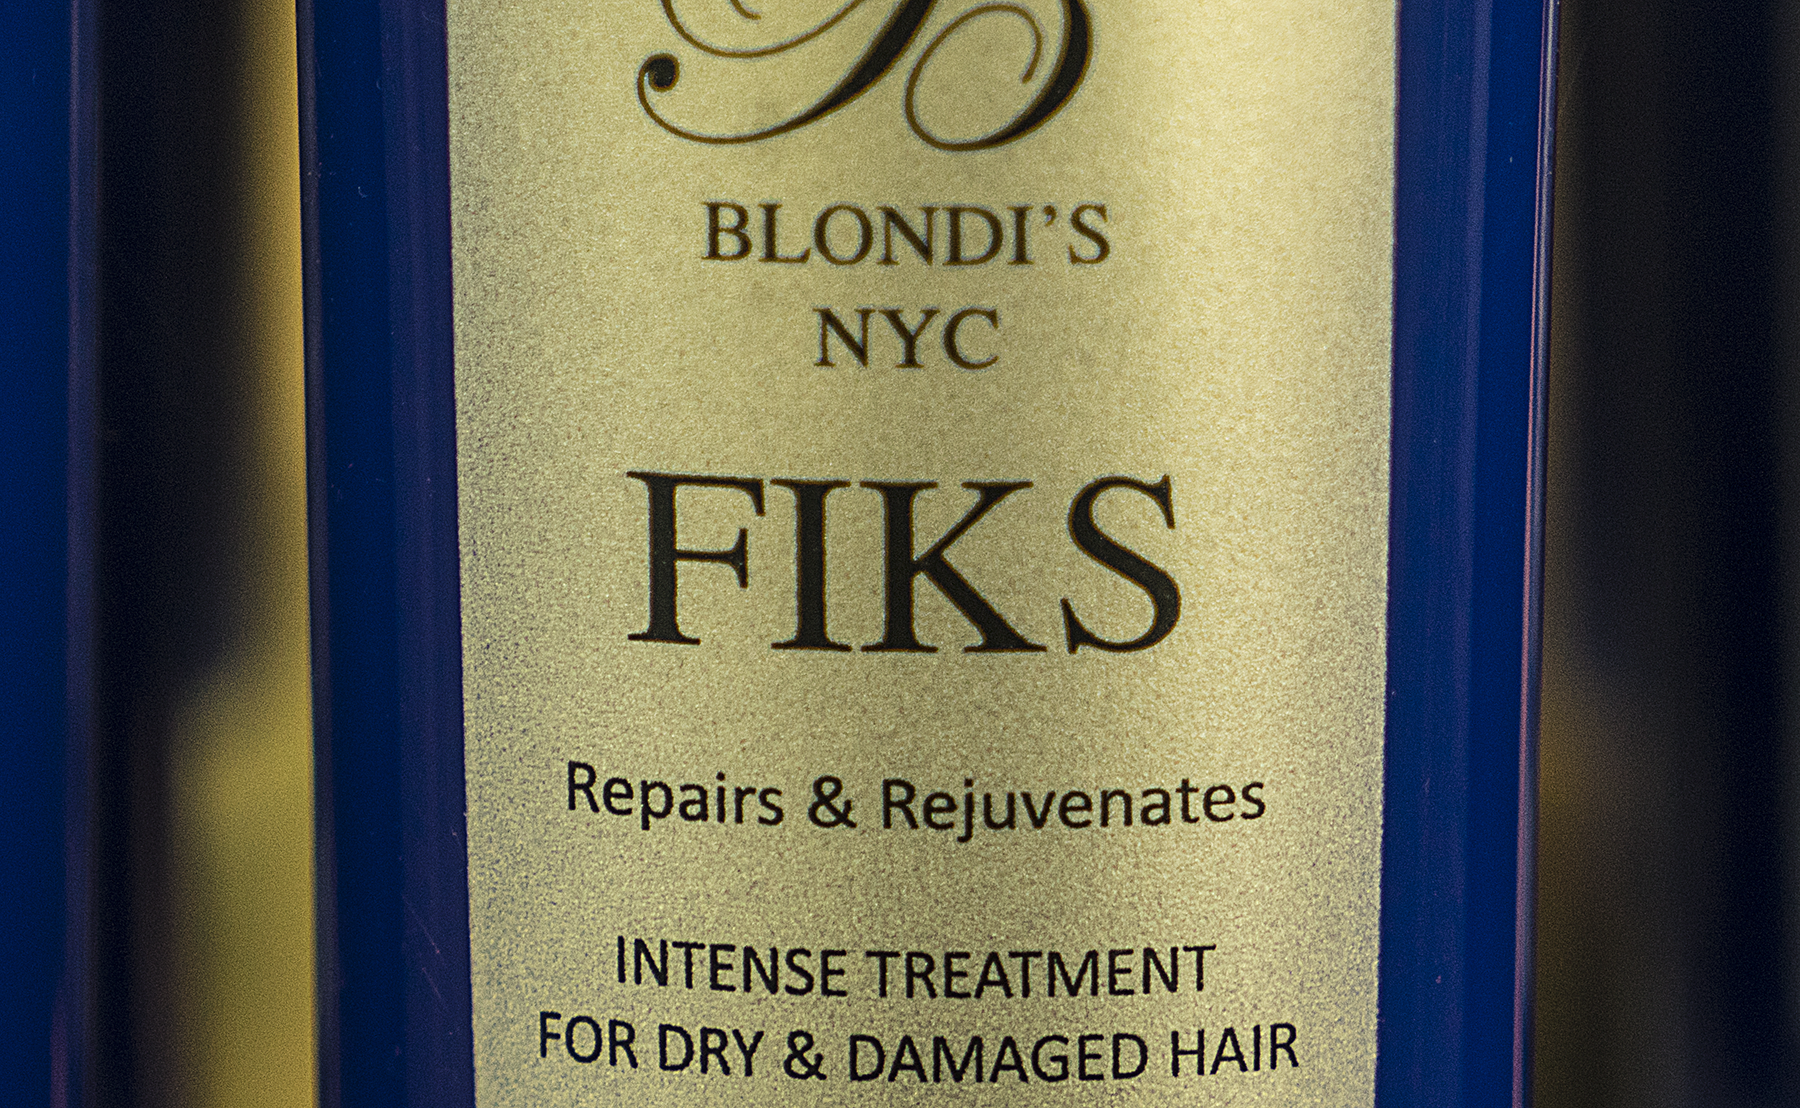 B
BLONDI'S
NYC
FIKS
Repairs & Rejuvenates
INTENSE TREATMENT
FOR DRY & DAMAGED HAIR